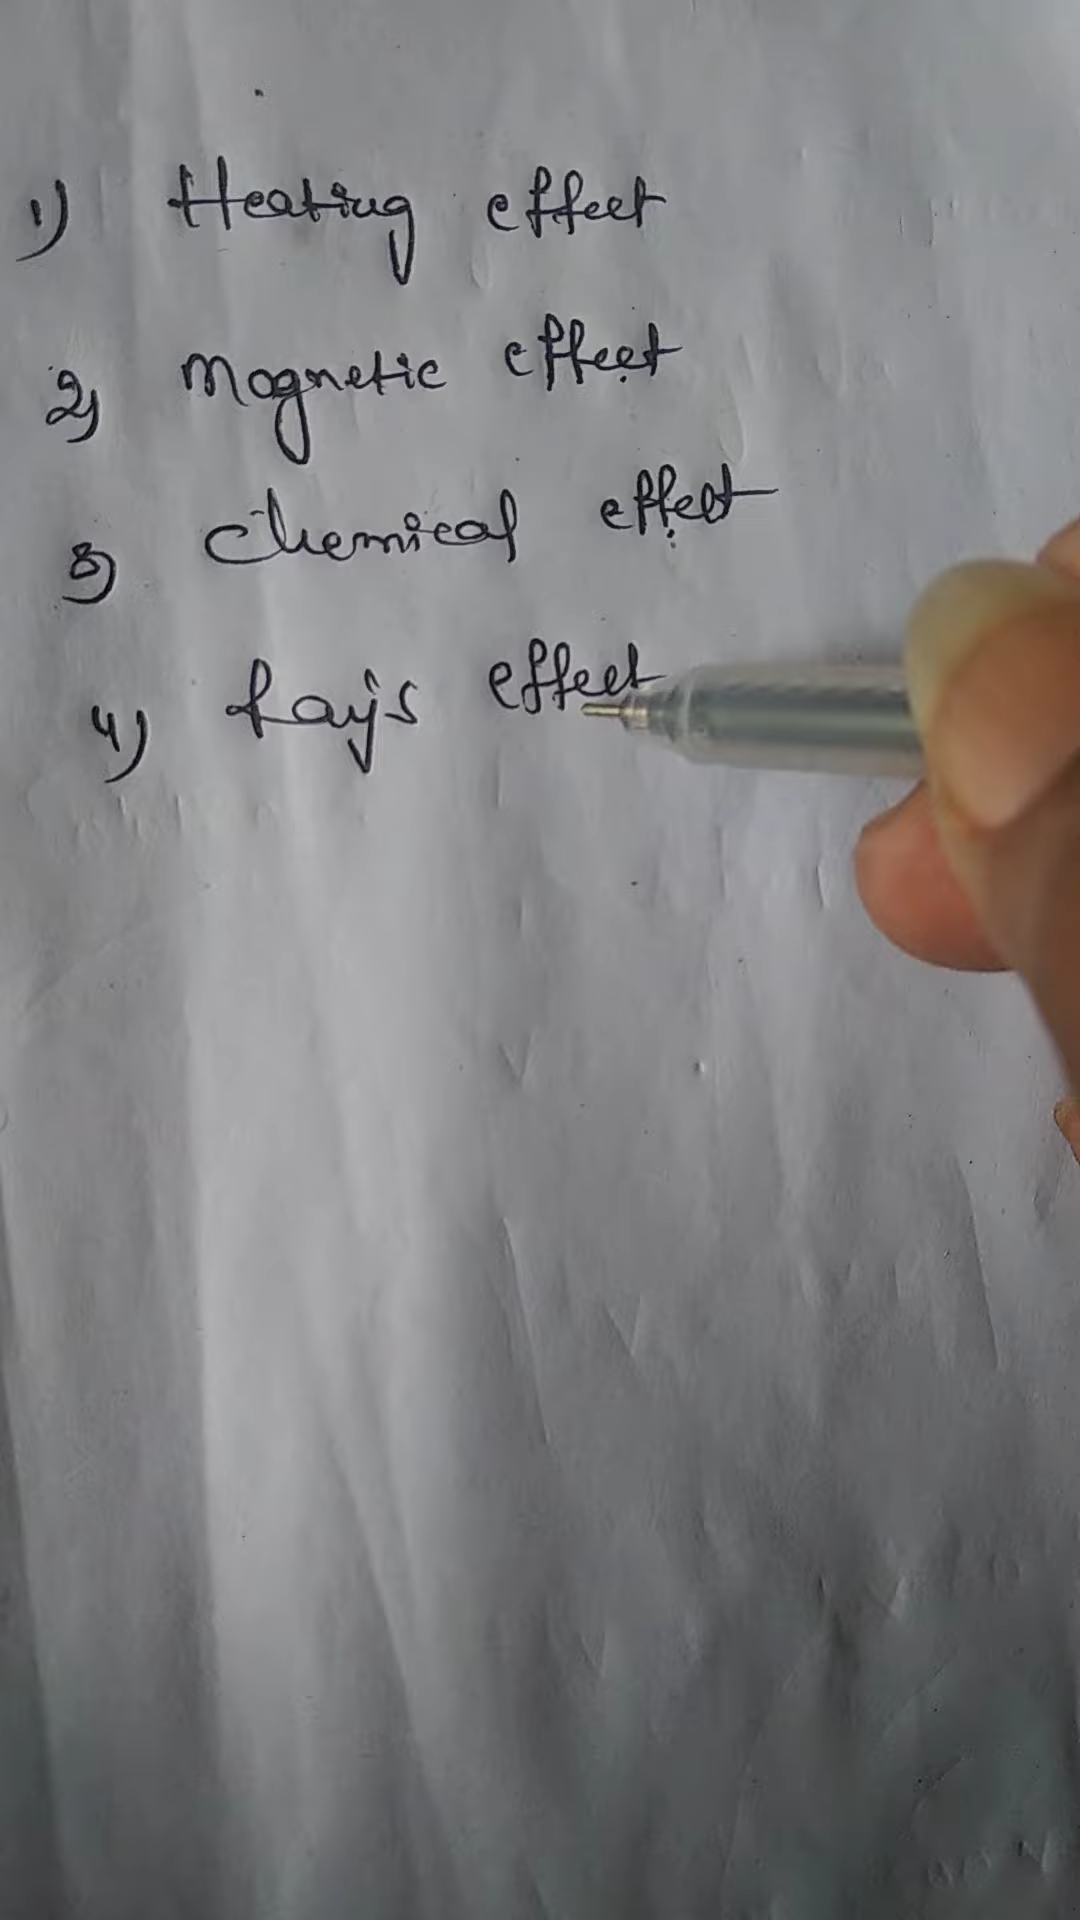 1) Heating effect
2) Magnetic effect
3) Chemical effect
4) Rays effect